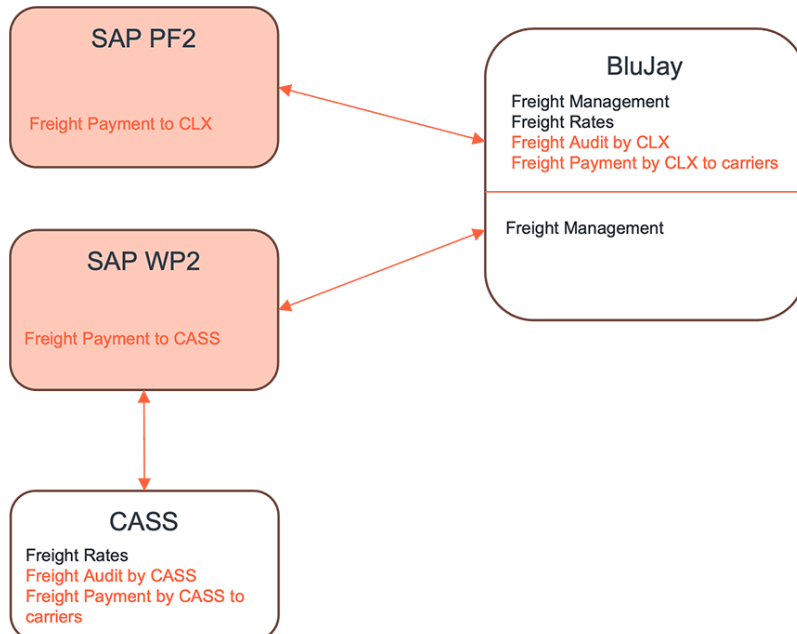 SAP PF2
Freight Payment to CLX
BluJay
Freight Management
Freight Rates
Freight Audit by CLX
Freight Payment by CLX to carriers
Freight Management
SAP WP2
Freight Payment to CASS
CASS
Freight Rates
Freight Audit by CASS
Freight Payment by CASS to
carriers